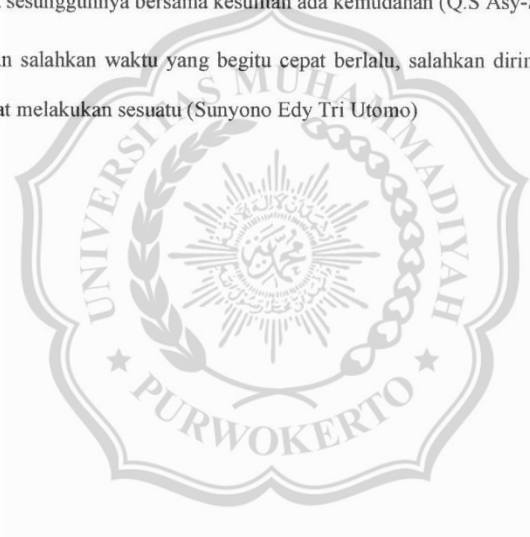 sesungguhnya bersama kesulitan ada kemudahan (Q.S Asy-
n salahkan waktu yang begitu cepat berlalu, salahkan dirin
at melakukan sesuatu (Sunyono Edy Tri Utomo)
UNIVERSITAS MUHAMMADIYAH
PURWOKERTO